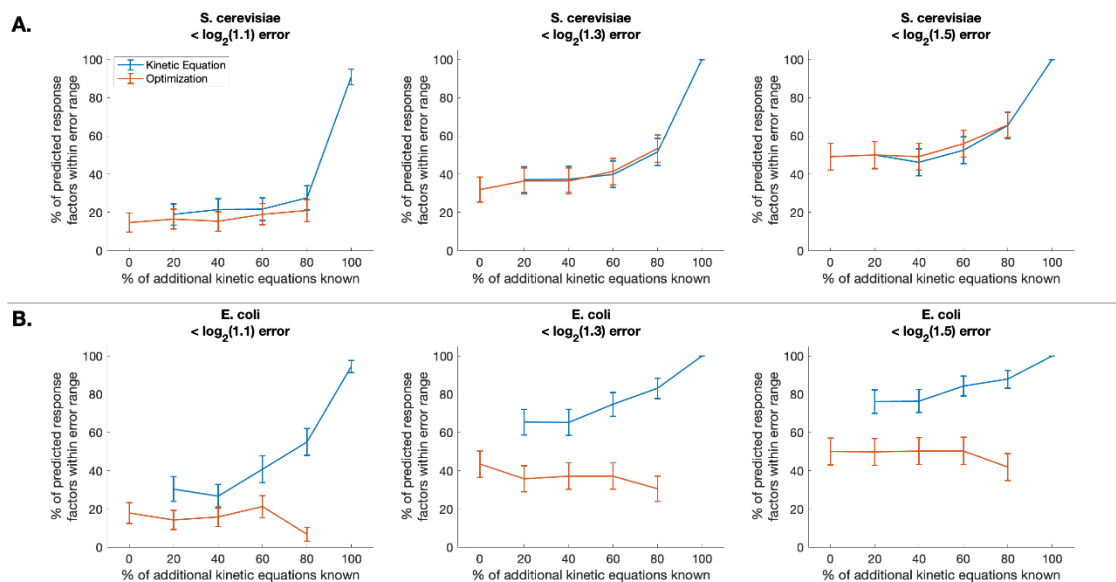 A.
S. cerevisiae
< log2(1.1) error
Kinetic Equation
Optimization
% of predicted response
factors within error range
100
80
60
40
20
0
0 20 40 60 80 100
% of additional kinetic equations known
S. cerevisiae
< log2(1.3) error
% of predicted response
factors within error range
100
80
60
40
20
0
0 20 40 60 80 100
% of additional kinetic equations known
S. cerevisiae
< log2(1.5) error
% of predicted response
factors within error range
100
80
60
40
20
0
0 20 40 60 80 100
% of additional kinetic equations known
B.
E. coli
< log2(1.1) error
% of predicted response
factors within error range
100
80
60
40
20
0
0 20 40 60 80 100
% of additional kinetic equations known
E. coli
< log2(1.3) error
% of predicted response
factors within error range
100
80
60
40
20
0
0 20 40 60 80 100
% of additional kinetic equations known
E. coli
< log2(1.5) error
% of predicted response
factors within error range
100
80
60
40
20
0
0 20 40 60 80 100
% of additional kinetic equations known